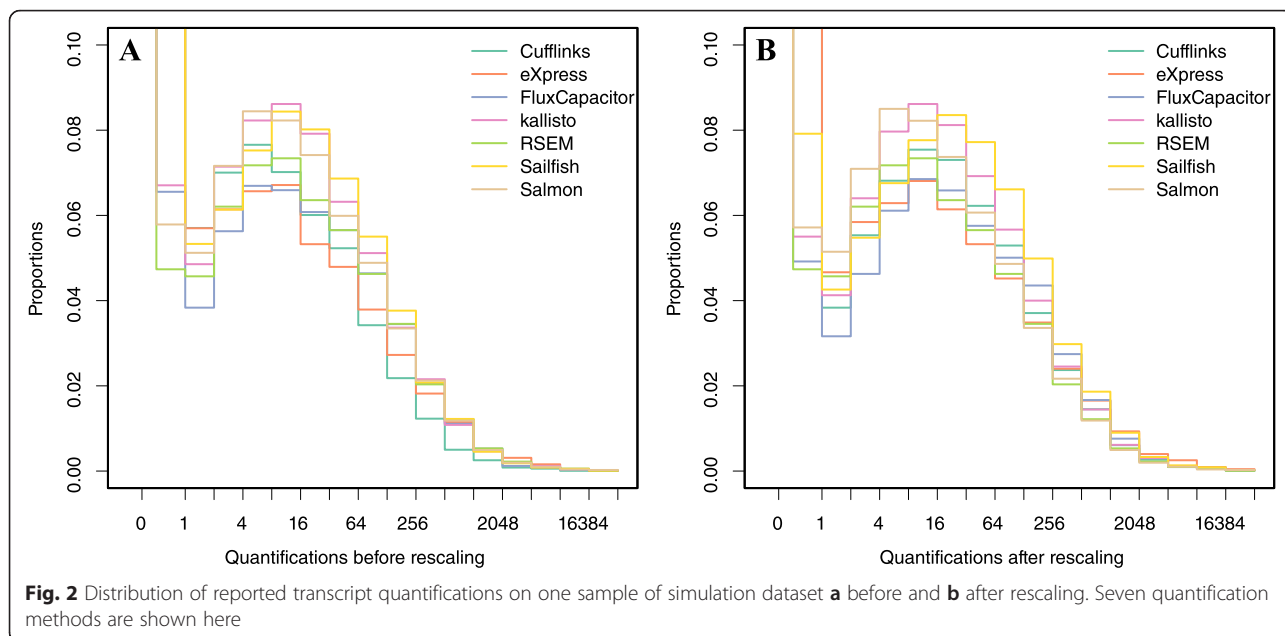 A
Cufflinks
eXpress
FluxCapacitor
kallisto
RSEM
Sailfish
Salmon
Proportions
0.10
0.08
0.06
0.04
0.02
0.00
0 1 4 16 64 256 2048 16384
Quantifications before rescaling
B
Cufflinks
eXpress
FluxCapacitor
kallisto
RSEM
Sailfish
Salmon
Proportions
0.10
0.08
0.06
0.04
0.02
0.00
0 1 4 16 64 256 2048 16384
Quantifications after rescaling
Fig. 2 Distribution of reported transcript quantifications on one sample of simulation dataset a before and b after rescaling. Seven quantification
methods are shown here